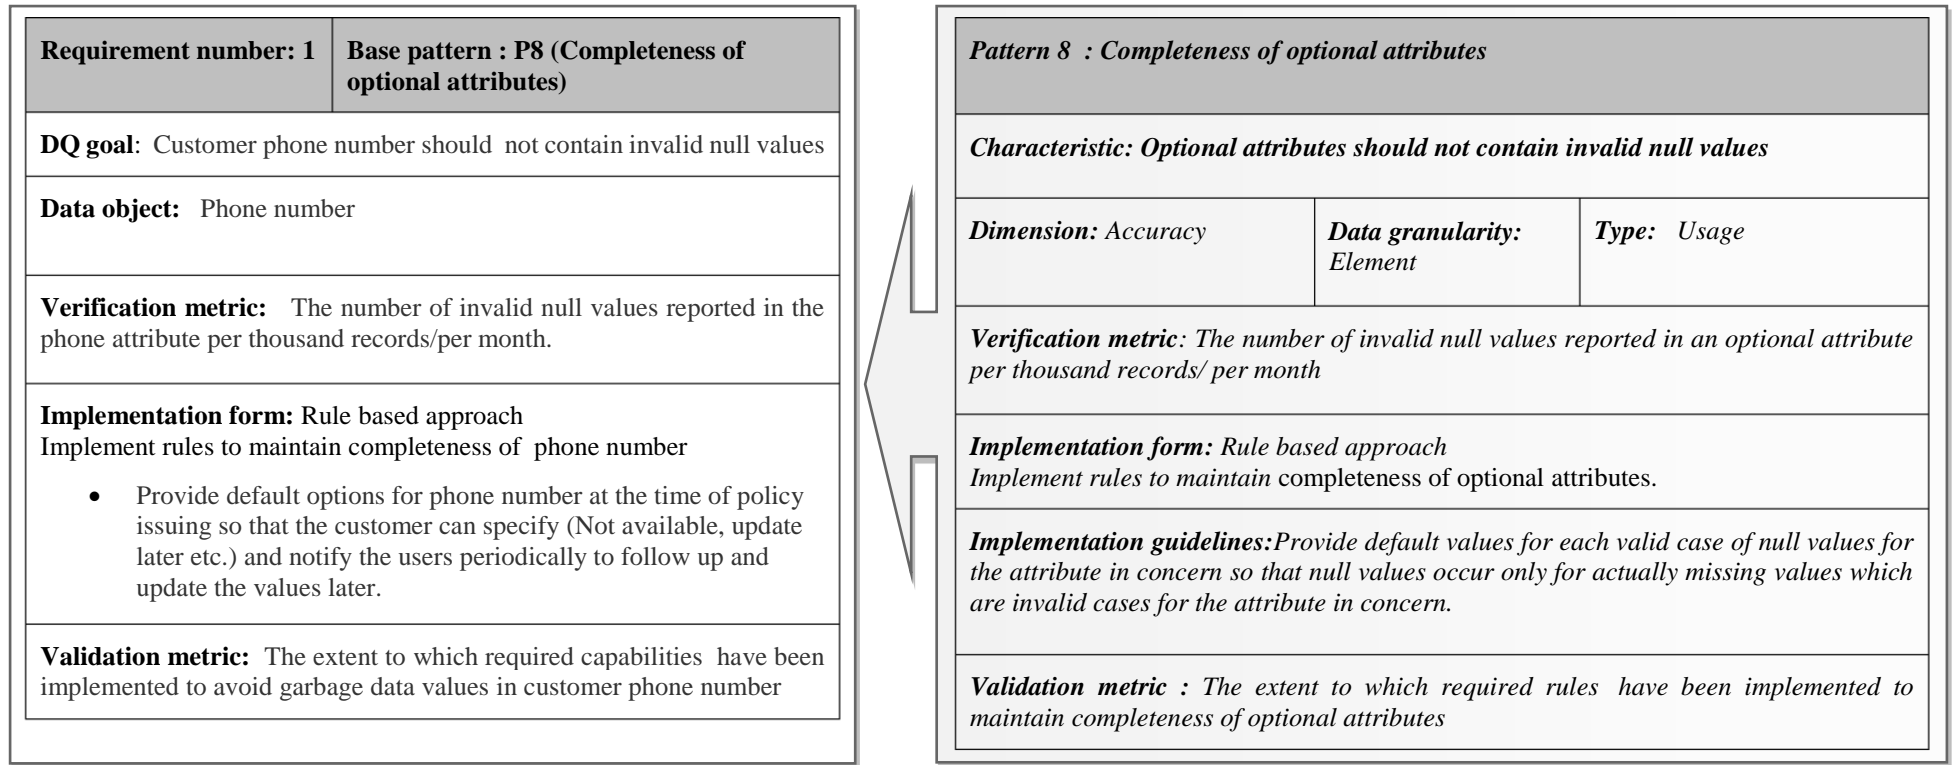 Requirement number: 1
Base pattern : P8 (Completeness of
optional attributes)
DQ goal: Customer phone number should not contain invalid null values
Data object: Phone number
Verification metric: The number of invalid null values reported in the
phone attribute per thousand records/per month.
Implementation form: Rule based approach
Implement rules to maintain completeness of phone number
• Provide default options for phone number at the time of policy
issuing so that the customer can specify (Not available, update
later etc.) and notify the users periodically to follow up and
update the values later.
Validation metric: The extent to which required capabilities have been
implemented to avoid garbage data values in customer phone number
Pattern 8 : Completeness of optional attributes
Characteristic: Optional attributes should not contain invalid null values
Dimension: Accuracy
Data granularity:
Element
Type: Usage
Verification metric: The number of invalid null values reported in an optional attribute
per thousand records/ per month
Implementation form: Rule based approach
Implement rules to maintain completeness of optional attributes.
Implementation guidelines:Provide default values for each valid case of null values for
the attribute in concern so that null values occur only for actually missing values which
are invalid cases for the attribute in concern.
Validation metric : The extent to which required rules have been implemented to
maintain completeness of optional attributes